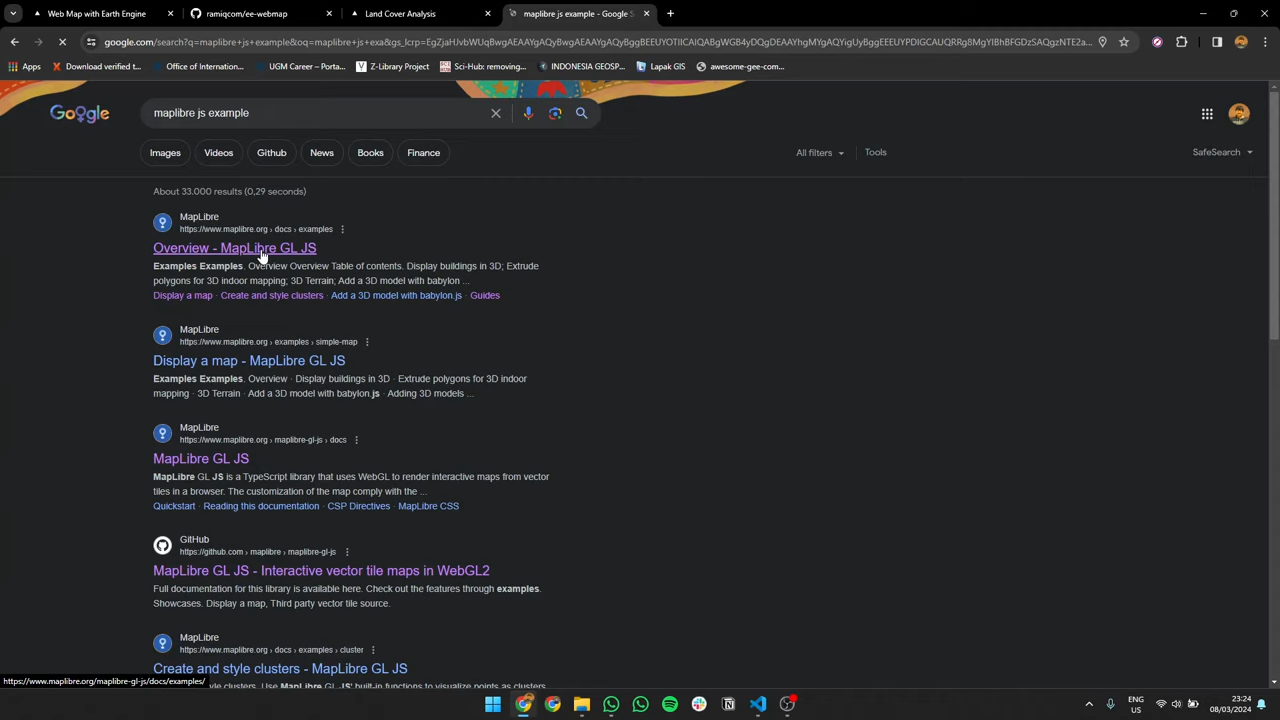 Web Map with Earth Engine
ramiqcom/ee-webmap
Land Cover Analysis
maplibre js example - Google S
Apps
Download verified t...
Office of Internation...
UGM Career – Porta...
Z-Library Project
Sci-Hub: removing...
INDONESIA GEOSP...
Lapak GIS
awesome-gee-com...
Google
maplibre js example
Images
Videos
Github
News
Books
Finance
All filters
Tools
SafeSearch
About 33.000 results (0,29 seconds)
MapLibre
https://www.maplibre.org › docs › examples
Overview - MapLibre GL JS
Examples Examples. Overview Overview Table of contents. Display buildings in 3D; Extrude
polygons for 3D indoor mapping; 3D Terrain; Add a 3D model with babylon ...
Display a map · Create and style clusters · Add a 3D model with babylon.js · Guides
MapLibre
https://www.maplibre.org › examples › simple-map
Display a map - MapLibre GL JS
Examples Examples. Overview · Display buildings in 3D · Extrude polygons for 3D indoor
mapping · 3D Terrain · Add a 3D model with babylon.js · Adding 3D models ...
MapLibre
https://www.maplibre.org › maplibre-gl-js › docs
MapLibre GL JS
MapLibre GL JS is a TypeScript library that uses WebGL to render interactive maps from vector
tiles in a browser. The customization of the map comply with the ...
Quickstart · Reading this documentation · CSP Directives · MapLibre CSS
GitHub
https://github.com › maplibre › maplibre-gl-js
MapLibre GL JS - Interactive vector tile maps in WebGL2
Full documentation for this library is available here. Check out the features through examples.
Showcases. Display a map, Third party vector tile source.
MapLibre
https://www.maplibre.org › docs › examples › cluster
Create and style clusters - MapLibre GL JS
https://www.maplibre.org/maplibre-gl-js/docs/examples/
style clusters. Use MapLibre GL JS' built-in functions to visualize points as clusters
ENG
US
23:24
08/03/2024